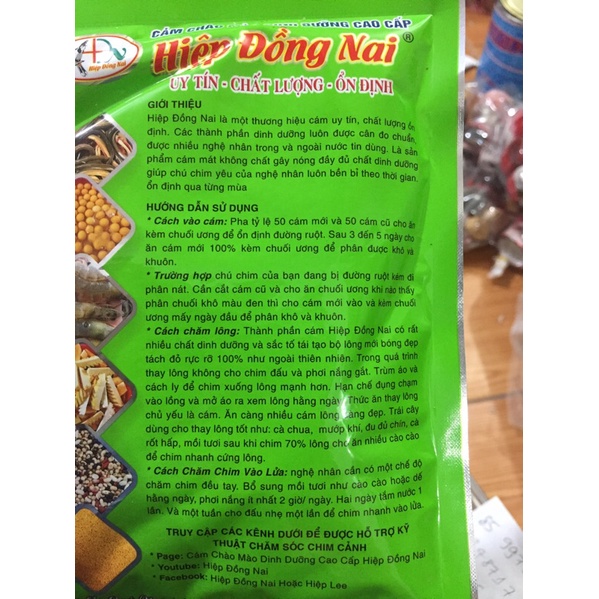 CÁM CHÀO DƯỠNG CAO CẤP
Hiệp Đồng Nai
Hiệp Đồng Nai ®
UY TÍN - CHẤT LƯỢNG - ỔN ĐỊNH
GIỚI THIỆU
Hiệp Đồng Nai là một thương hiệu cám uy tín, chất lượng ổn
định. Các thành phần dinh dưỡng luôn được cân đo chuẩn,
được nhiều nghệ nhân trong và ngoài nước tin dùng. Là sản
phẩm cám mát không chất gây nóng đầy đủ chất dinh dưỡng
giúp chú chim yêu của nghệ nhân luôn bền bỉ theo thời gian.
ổn định qua từng mùa
HƯỚNG DẪN SỬ DỤNG
* Cách vào cám: Pha tỷ lệ 50 cám mới và 50 cám cũ cho ăn
kèm chuối ương để ổn định đường ruột. Sau 3 đến 5 ngày cho
ăn cám mới 100% kèm chuối ương để phân được khô và
khuôn.
* Trường hợp chú chim của bạn đang bị đường ruột kém đi
phân nát. Cần cắt cám cũ và cho ăn chuối ương khi nào thấy
phân chuối khô màu đen thì cho cám mới vào và kèm chuối
ương mấy ngày đầu để phân khô và khuôn.
* Cách chăm lông: Thành phần cám Hiệp Đồng Nai có rất
nhiều chất dinh dưỡng và sắc tố tái tạo bộ lông mới bóng đẹp
tách đỏ rực rỡ 100% như ngoài thiên nhiên. Trong quá trình
thay lông không cho chim đấu và phơi nắng gắt. Trùm áo và
cách ly để chim xuống lông mạnh hơn. Hạn chế dụng chạm
vào lồng và mở áo ra xem lông hằng ngày. Thức ăn thay lông
chủ yếu là cám. Ăn càng nhiều cám lông càng đẹp. Trái cây
dùng cho thay lông tốt như: cà chua, mướp khí, đu đủ chín, cà
rốt hấp, mồi tươi sau khi chim 70% lông cho ăn nhiều cào cào
để chim nhanh cứng lông.
* Cách Chăm Chim Vào Lửa: nghệ nhân cần có một chế độ
chăm chim đều tay. Bổ sung mồi tươi như cào cào hoặc dế
hằng ngày, phơi nắng ít nhất 2 giờ/ ngày. Hai ngày tắm nước 1
lần. Và một tuần cho dấu nhẹ một lần để chim nhanh vào lửa.
TRUY CẬP CÁC KÊNH DƯỚI ĐỂ ĐƯỢC HỖ TRỢ KỸ
THUẬT CHĂM SÓC CHIM CẢNH
* Page: Cám Chào Mào Dinh Dưỡng Cao Cấp Hiệp Đồng Nai
* Youtube: Hiệp Đồng Nai
* Facebook: Hiệp Đồng Nai Hoặc Hiệp Lee